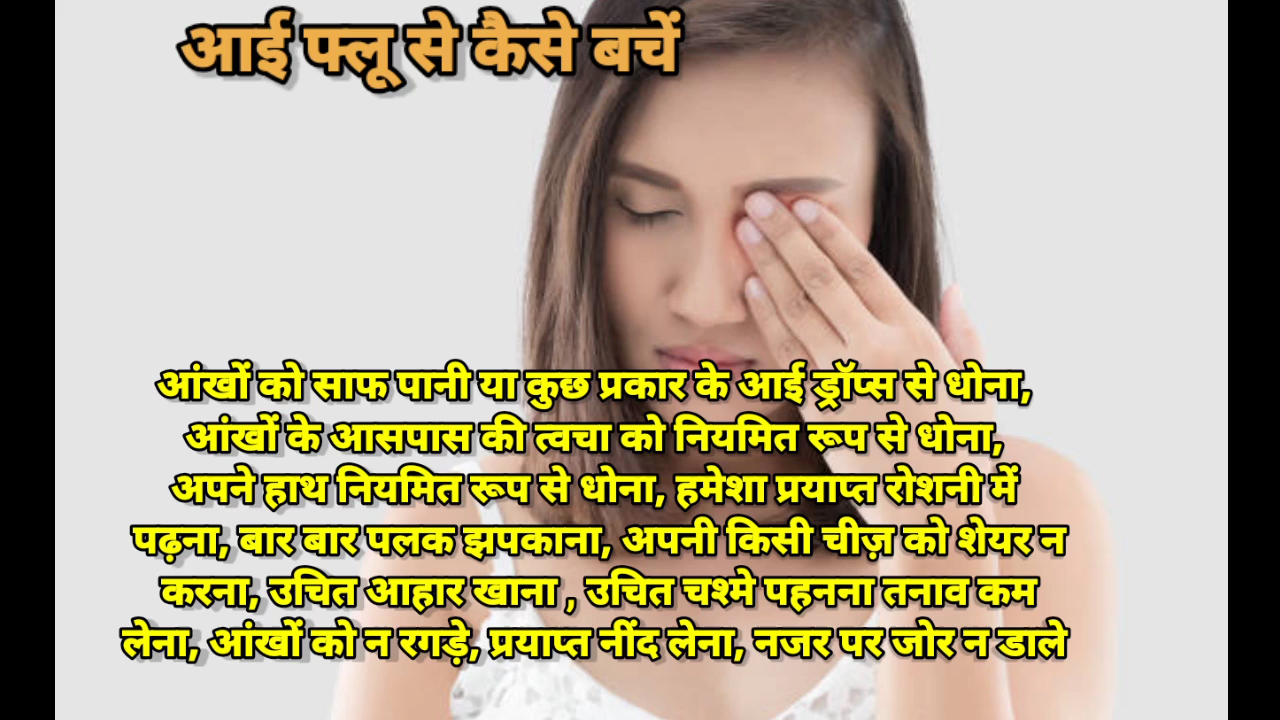 आई फ्लू से कैसे बचें
आंखों को साफ पानी या कुछ प्रकार के आई ड्रॉप्स से धोना,
आंखों के आसपास की त्वचा को नियमित रूप से धोना,
अपने हाथ नियमित रूप से धोना, हमेशा प्रयाप्त रोशनी में
पढ़ना, बार बार पलक झपकाना, अपनी किसी चीज़ को शेयर न
करना, उचित आहार खाना , उचित चश्मे पहनना तनाव कम
लेना, आंखों को न रगड़े, प्रयाप्त नींद लेना, नजर पर जोर न डाले